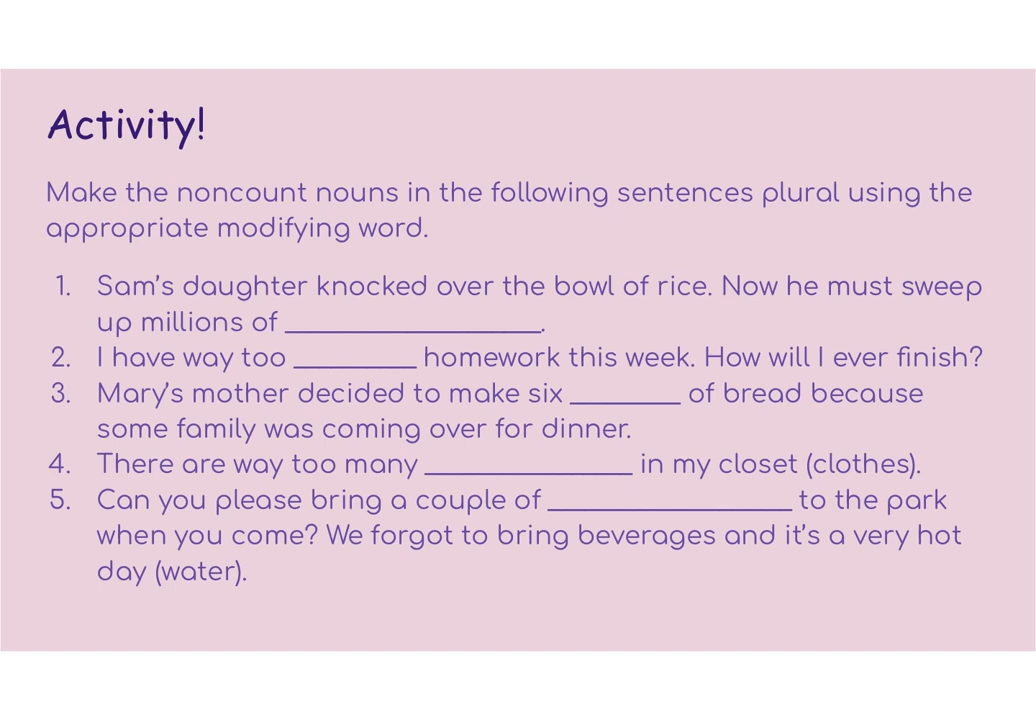 Activity!
Make the noncount nouns in the following sentences plural using the
appropriate modifying word.
1. Sam’s daughter knocked over the bowl of rice. Now he must sweep
up millions of ___________________.
2. I have way too _________ homework this week. How will I ever finish?
3. Mary’s mother decided to make six ________ of bread because
some family was coming over for dinner.
4. There are way too many _______________ in my closet (clothes).
5. Can you please bring a couple of __________________ to the park
when you come? We forgot to bring beverages and it’s a very hot
day (water).